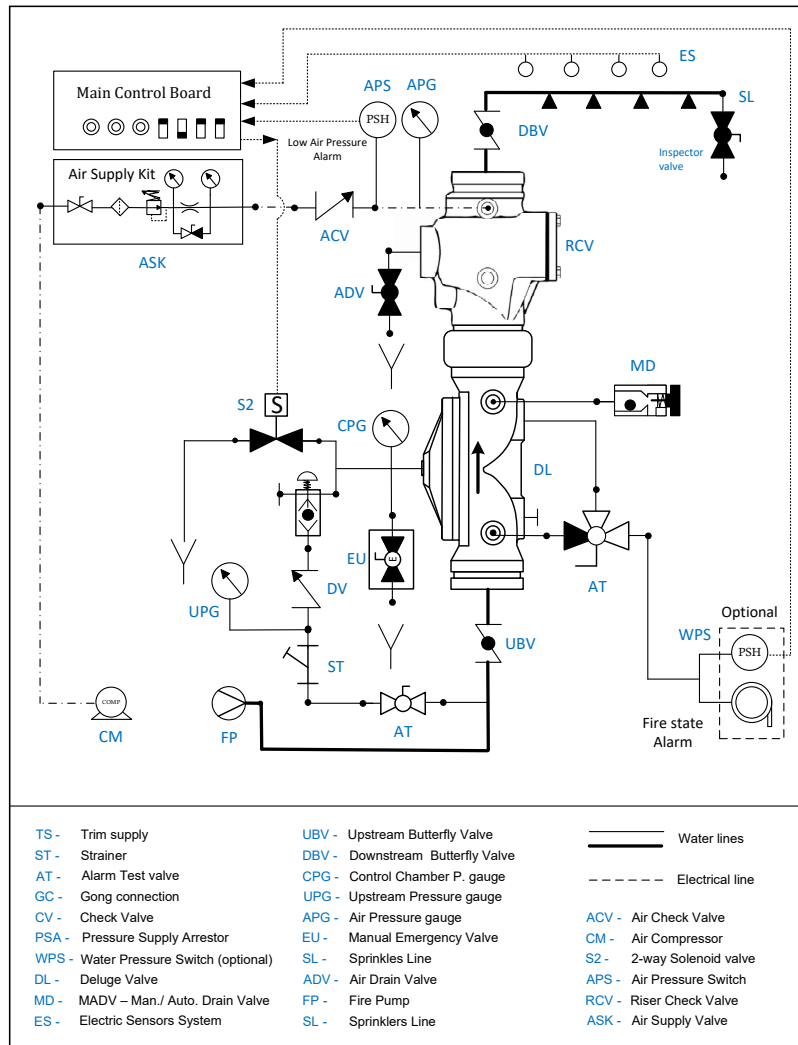 ES
APS
APG
Main Control Board
PSH
SL
DBV
Low Air Pressure
Alarm
Inspector
valve
Air Supply Kit
ACV
RCV
ASK
ADV
MD
S2
S
CPG
DL
EU
E
DV
UPG
AT
Optional
WPS
UBV
PSH
ST
COMP
CM
FP
AT
Fire state
Alarm
TS - Trim supply
ST - Strainer
AT - Alarm Test valve
GC - Gong connection
CV - Check Valve
PSA - Pressure Supply Arrestor
WPS - Water Pressure Switch (optional)
DL - Deluge Valve
MD - MADV – Man./ Auto. Drain Valve
ES - Electric Sensors System
UBV - Upstream Butterfly Valve
DBV - Downstream Butterfly Valve
CPG - Control Chamber P. gauge
UPG - Upstream Pressure gauge
APG - Air Pressure gauge
EU - Manual Emergency Valve
SL - Sprinkles Line
ADV - Air Drain Valve
FP - Fire Pump
SL - Sprinklers Line
Water lines
Electrical line
ACV - Air Check Valve
CM - Air Compressor
S2 - 2-way Solenoid valve
APS - Air Pressure Switch
RCV - Riser Check Valve
ASK - Air Supply Valve